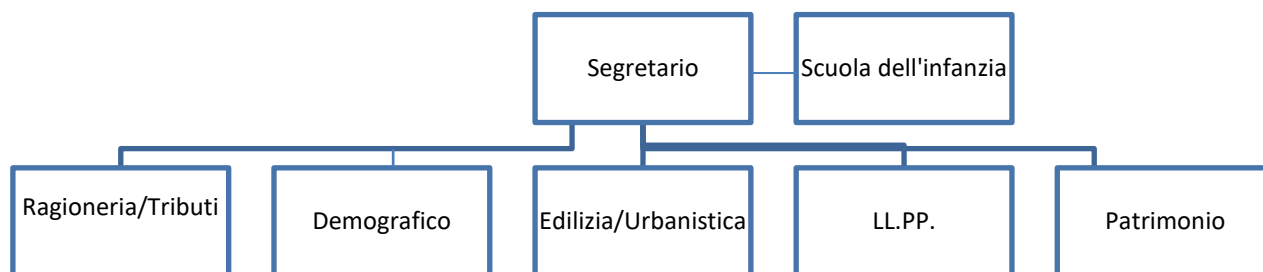 Segretario
Scuola dell'infanzia
Ragioneria/Tributi
Demografico
Edilizia/Urbanistica
LL.PP.
Patrimonio